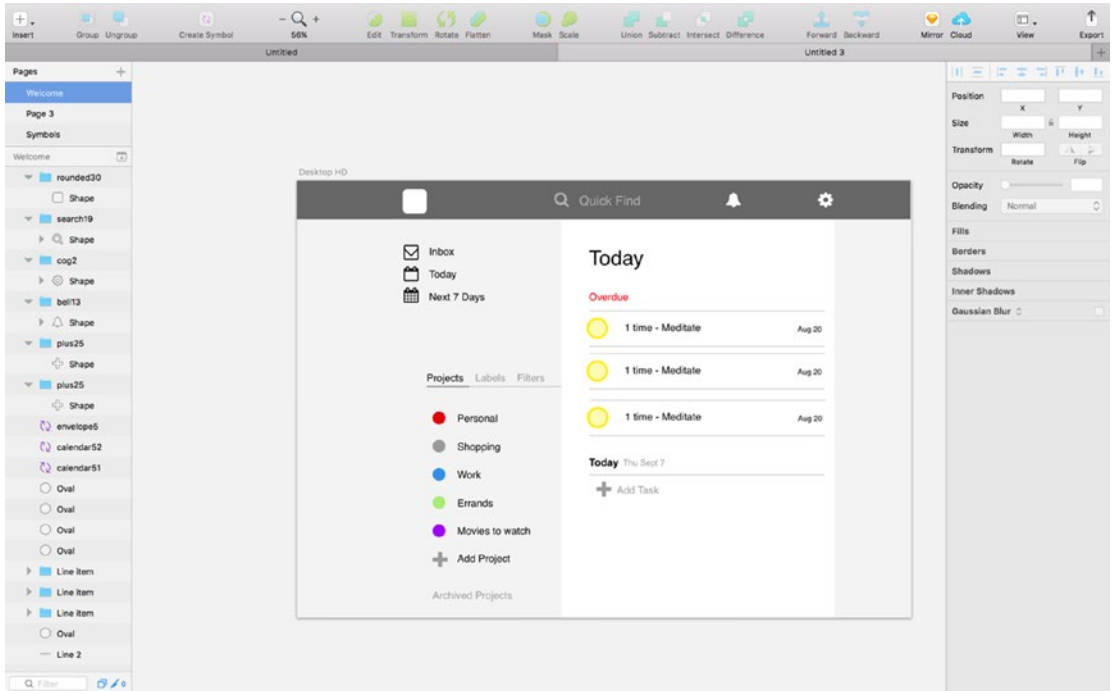 Insert Group Ungroup Create Symbol 56% Edit Transform Rotate Flatten Mask Scale Union Subtract Intersect Difference Forward Backward Mirror Cloud View Export
Untitled Untitled 3
Pages
Welcome
Page 3
Symbols
Welcome
rounded30
Shape
search19
Shape
cog2
Shape
bell13
Shape
plus25
Shape
plus25
Shape
envelope5
calendar52
calendar51
Oval
Oval
Oval
Oval
Line item
Line item
Line item
Oval
Line 2
Filter
0
Desktop HD
Quick Find
Inbox
Today
Next 7 Days
Projects Labels Filters
Personal
Shopping
Work
Errands
Movies to watch
Add Project
Archived Projects
Today
Overdue
1 time - Meditate Aug 20
1 time - Meditate Aug 20
1 time - Meditate Aug 20
Today Thu Sept 7
Add Task
Position
X Y
Size
Width Height
Transform
Rotate Flip
Opacity
Blending Normal
Fills
Borders
Shadows
Inner Shadows
Gaussian Blur